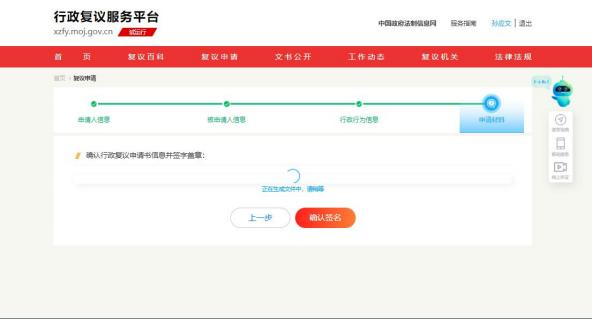 行政复议服务平台
xzfy.moj.gov.cn 试运行
中国政府法制信息网 服务指南 孙应文 | 退出
首 页 复议百科 复议申请 文书公开 工作动态 复议机关 法律法规
首页 > 复议申请
申请人信息 被申请人信息 行政行为信息 申请材料
确认行政复议申请书信息并签字盖章：
正在生成文件中，请稍等
上一步 确认签名